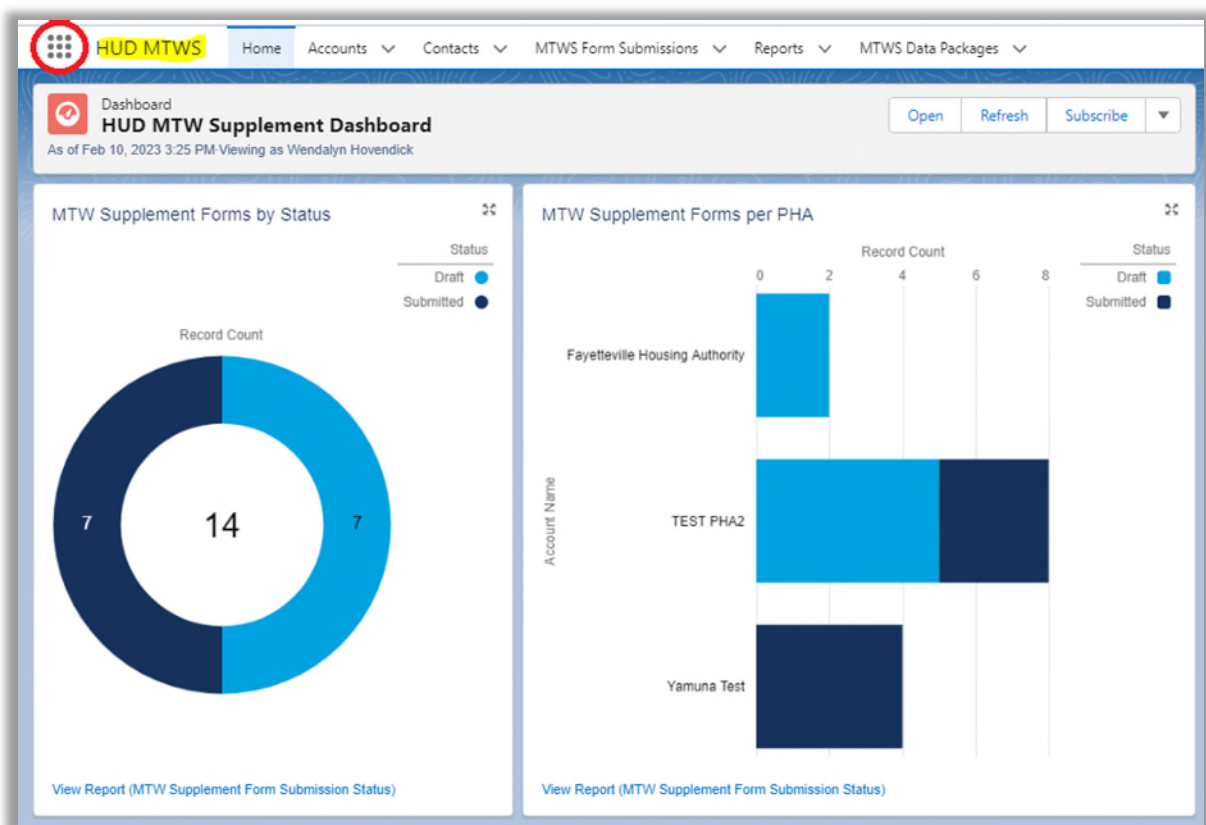 HUD MTWS Home Accounts Contacts MTWS Form Submissions Reports MTWS Data Packages
Dashboard
HUD MTW Supplement Dashboard
As of Feb 10, 2023 3:25 PM·Viewing as Wendalyn Hovendick
Open Refresh Subscribe
MTW Supplement Forms by Status
Status
Draft
Submitted
Record Count
7 14 7
View Report (MTW Supplement Form Submission Status)
MTW Supplement Forms per PHA
Record Count
0 2 4 6 8
Status
Draft
Submitted
Account Name
Fayetteville Housing Authority
TEST PHA2
Yamuna Test
View Report (MTW Supplement Form Submission Status)